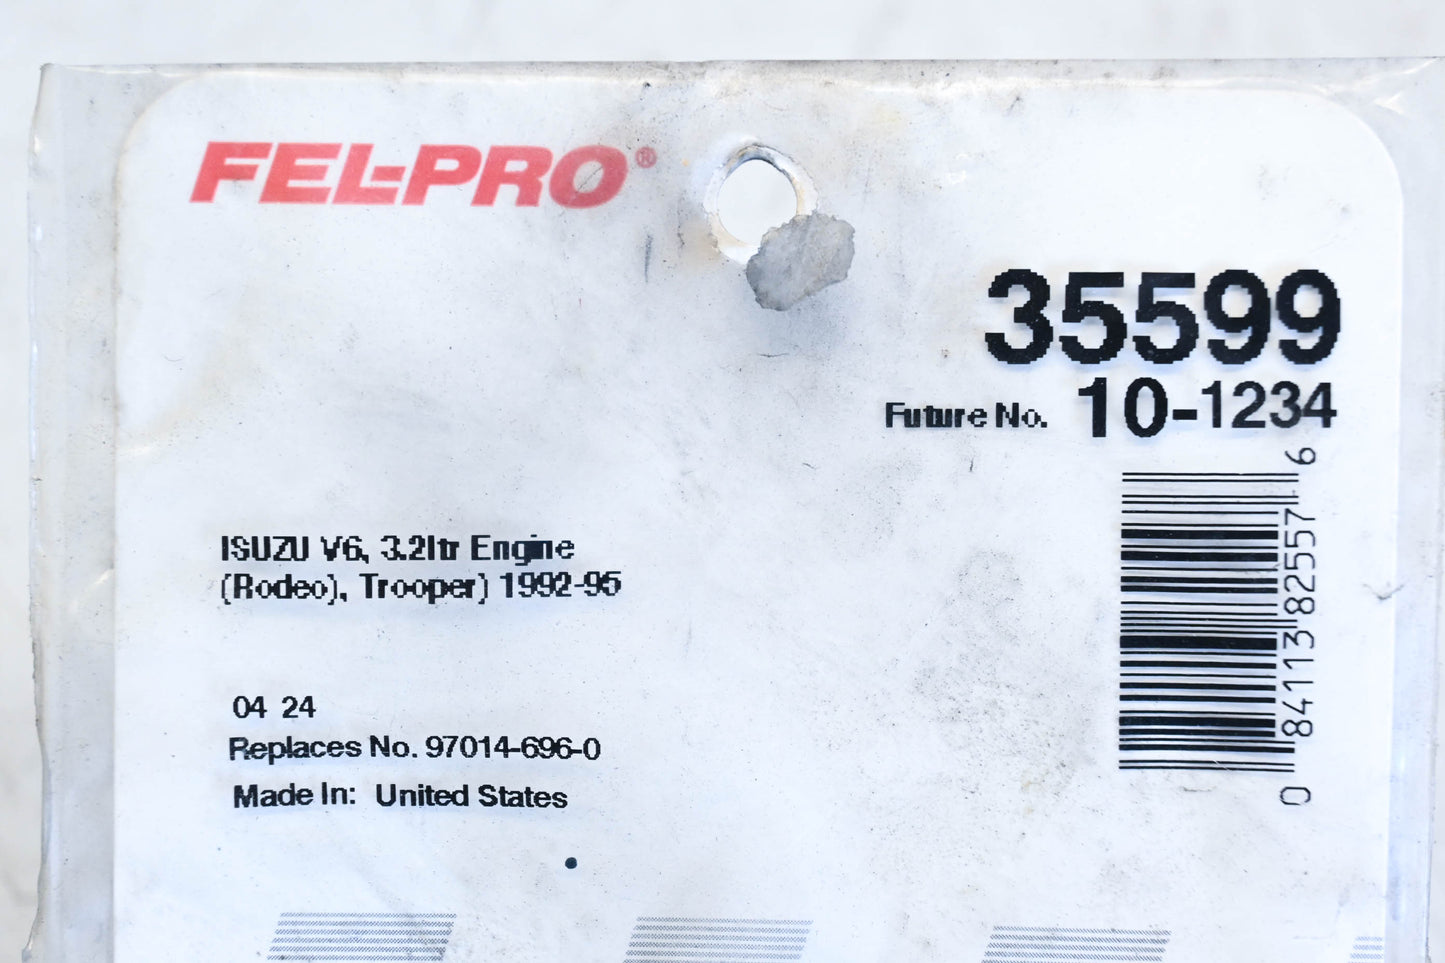 FEL-PRO®
35599
Future No. 10-1234
ISUZU V6, 3.2ltr Engine
(Rodeo), Trooper) 1992-95
04 24
Replaces No. 97014-696-0
Made In: United States
0 84113 82557 6